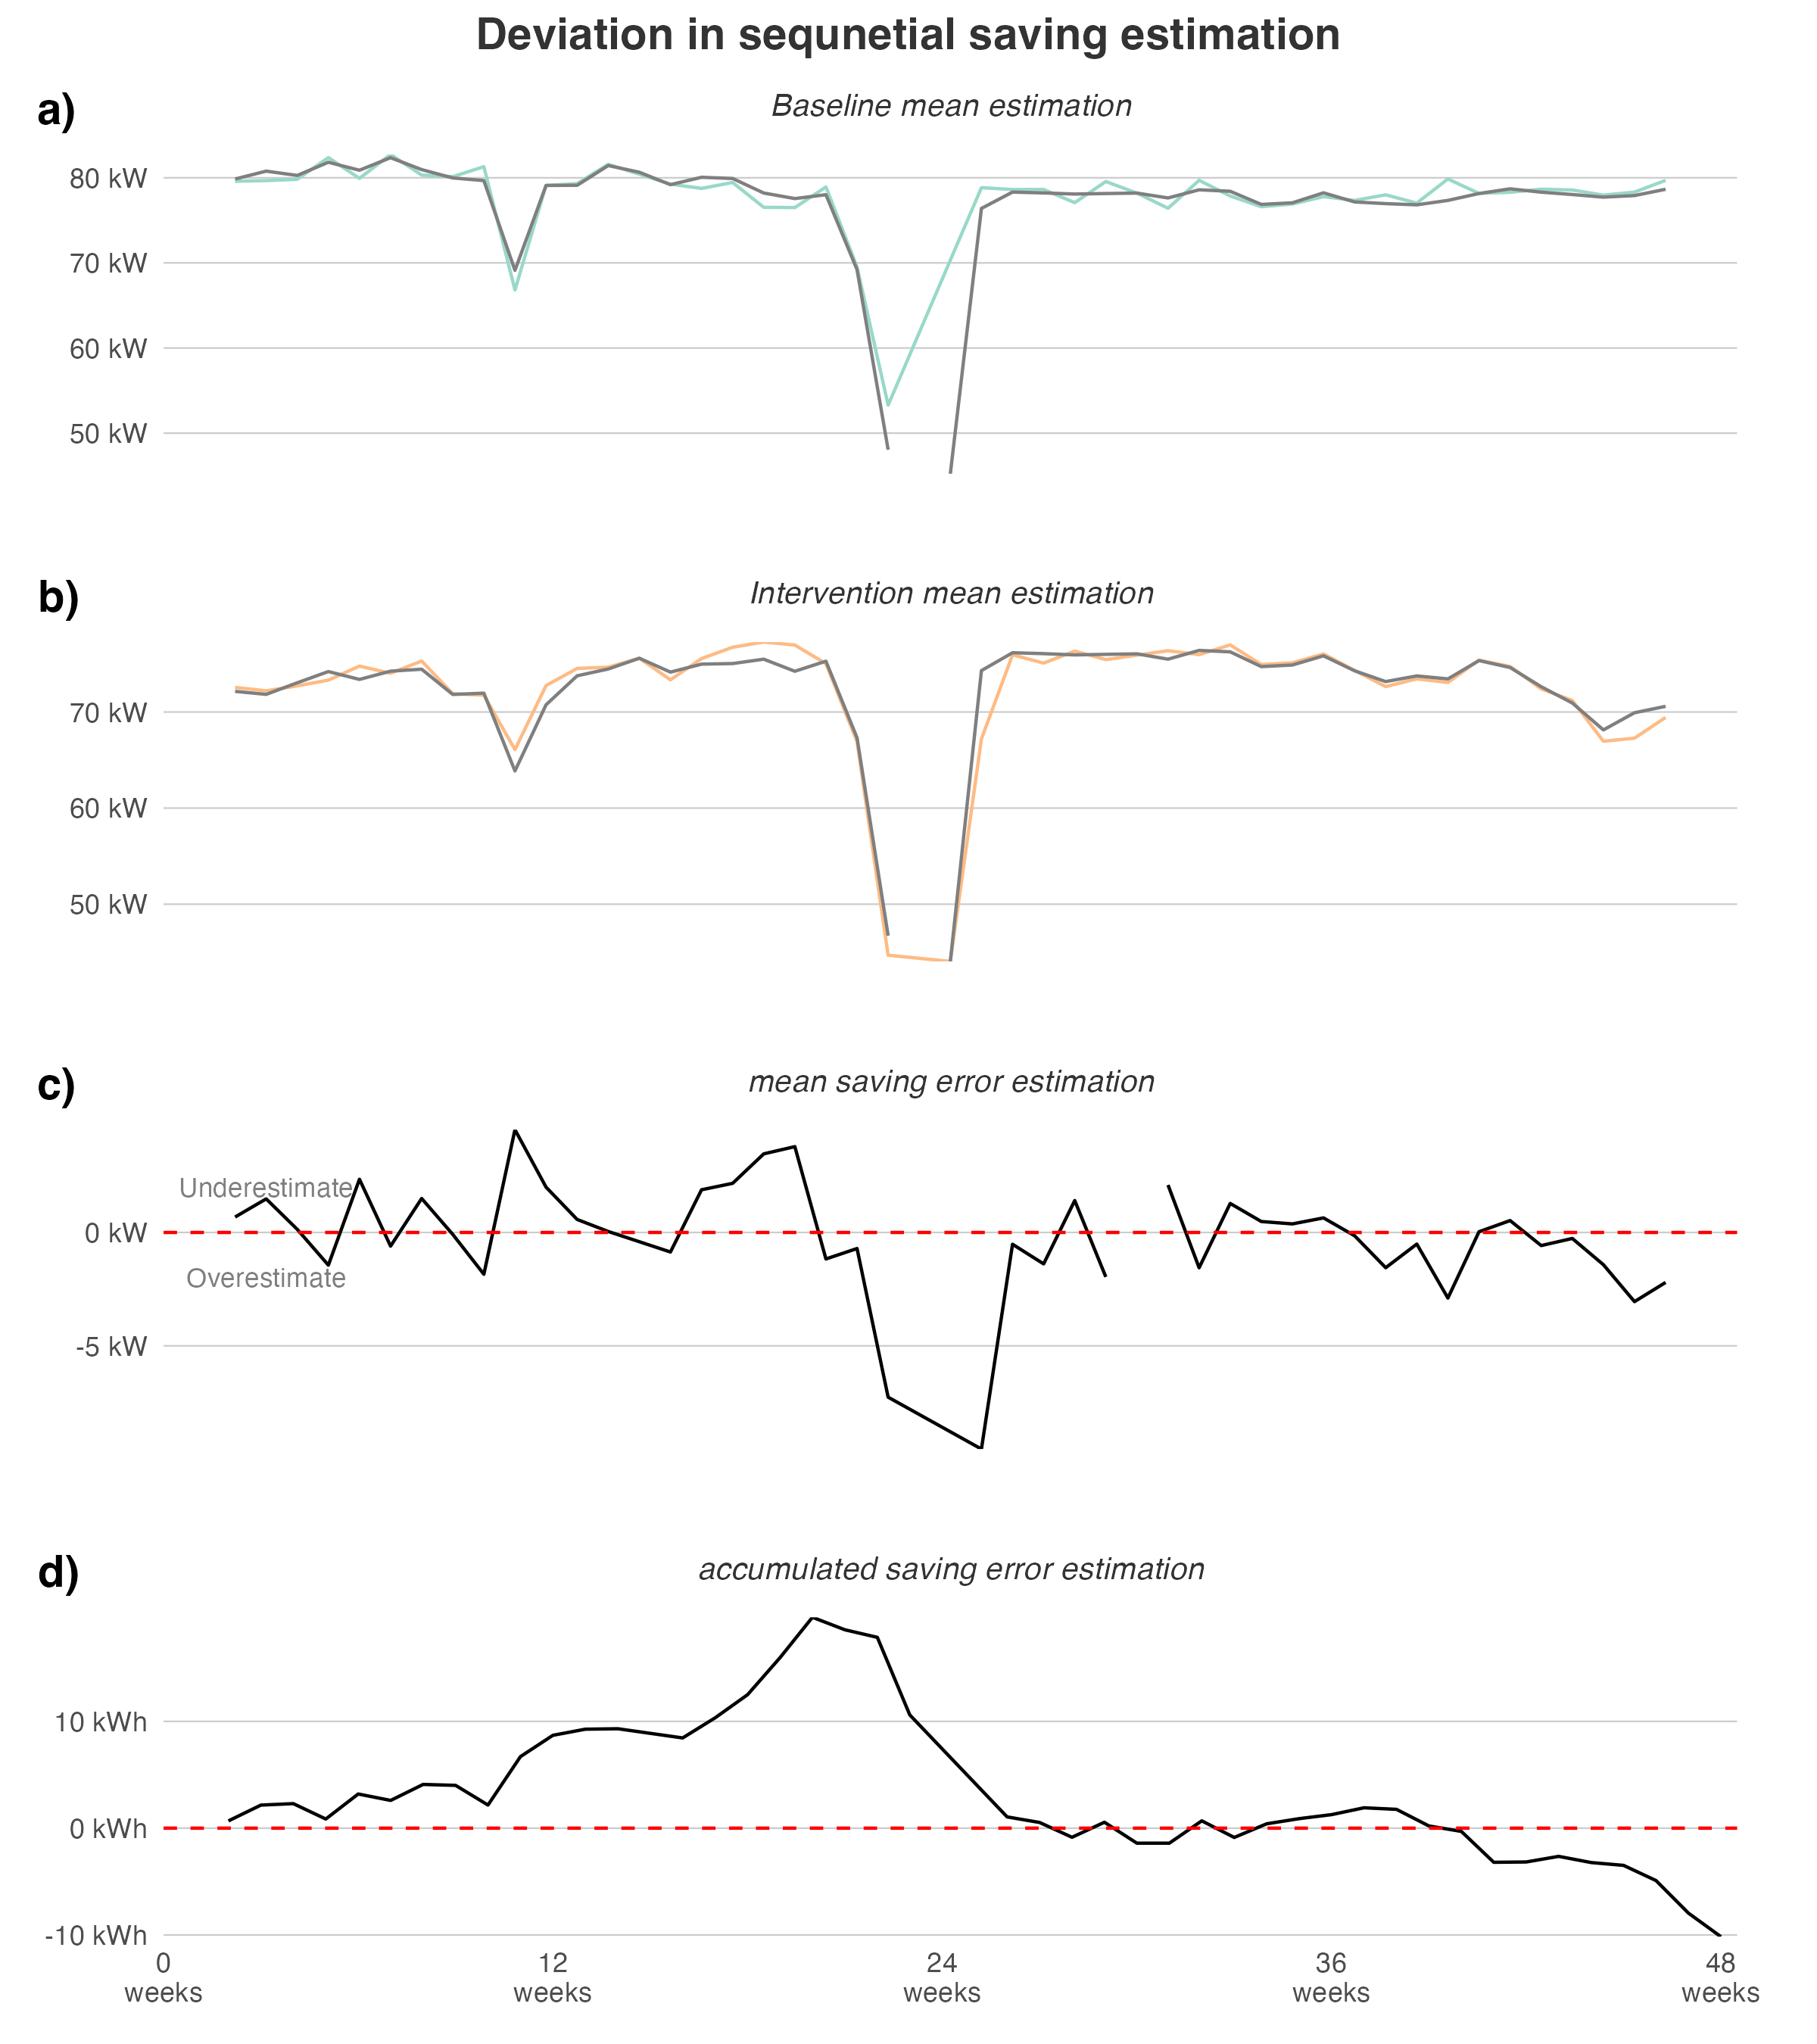 Deviation in sequnetial saving estimation
a)
Baseline mean estimation
80 kW
70 kW
60 kW
50 kW
b)
Intervention mean estimation
70 kW
60 kW
50 kW
c)
mean saving error estimation
Underestimate
0 kW
Overestimate
-5 kW
d)
accumulated saving error estimation
10 kWh
0 kWh
-10 kWh
0 12 24 36 48
weeks weeks weeks weeks weeks